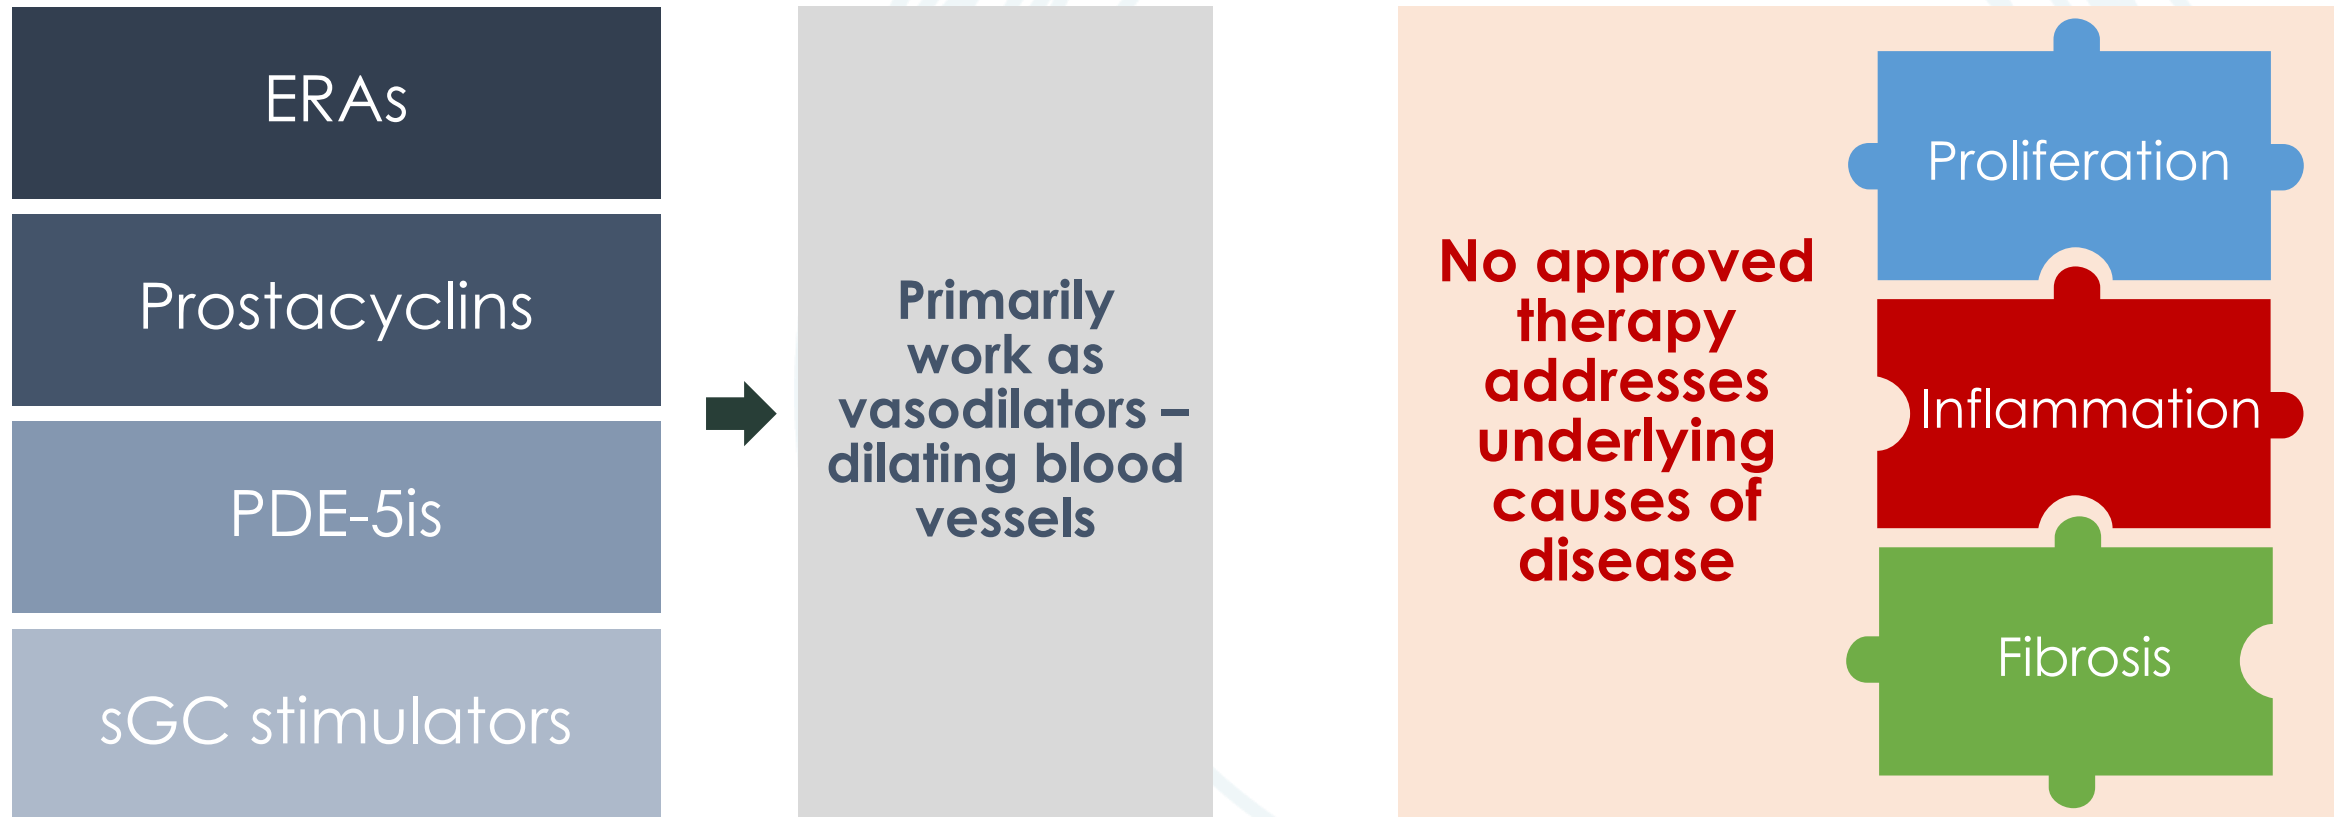 ERAs
Prostacyclins
PDE-5is
sGC stimulators
Primarily
work as
vasodilators –
dilating blood
vessels
No approved
therapy
addresses
underlying
causes of
disease
Proliferation
Inflammation
Fibrosis